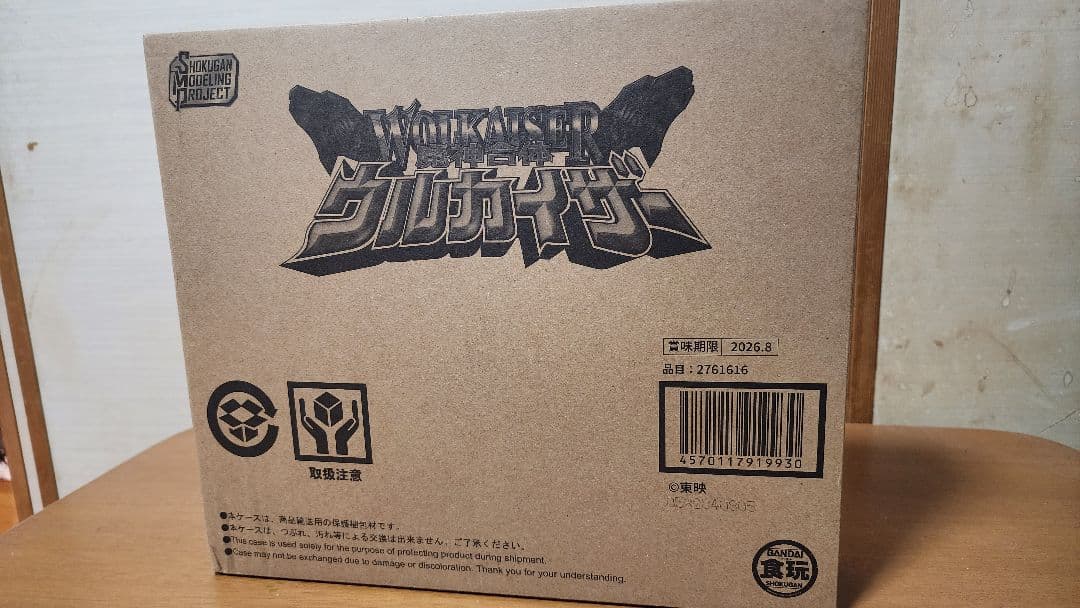 SHOKUGAN
MODELING
PROJECT
WOLKAISER
ウルカイザー
賞味期限 2026.8
品目：2761616
4570117919930
©東映
取扱注意
●本ケースは、商品輸送用の保護梱包材です。
●本ケースは、つぶれ、汚れ等による交換は出来ません。ご了承ください。
●This case is used solely for the purpose of protecting product during shipment.
●Case may not be exchanged due to damage or discoloration. Thank you for your understanding.
BANDAI
食玩
SHOKUGAN